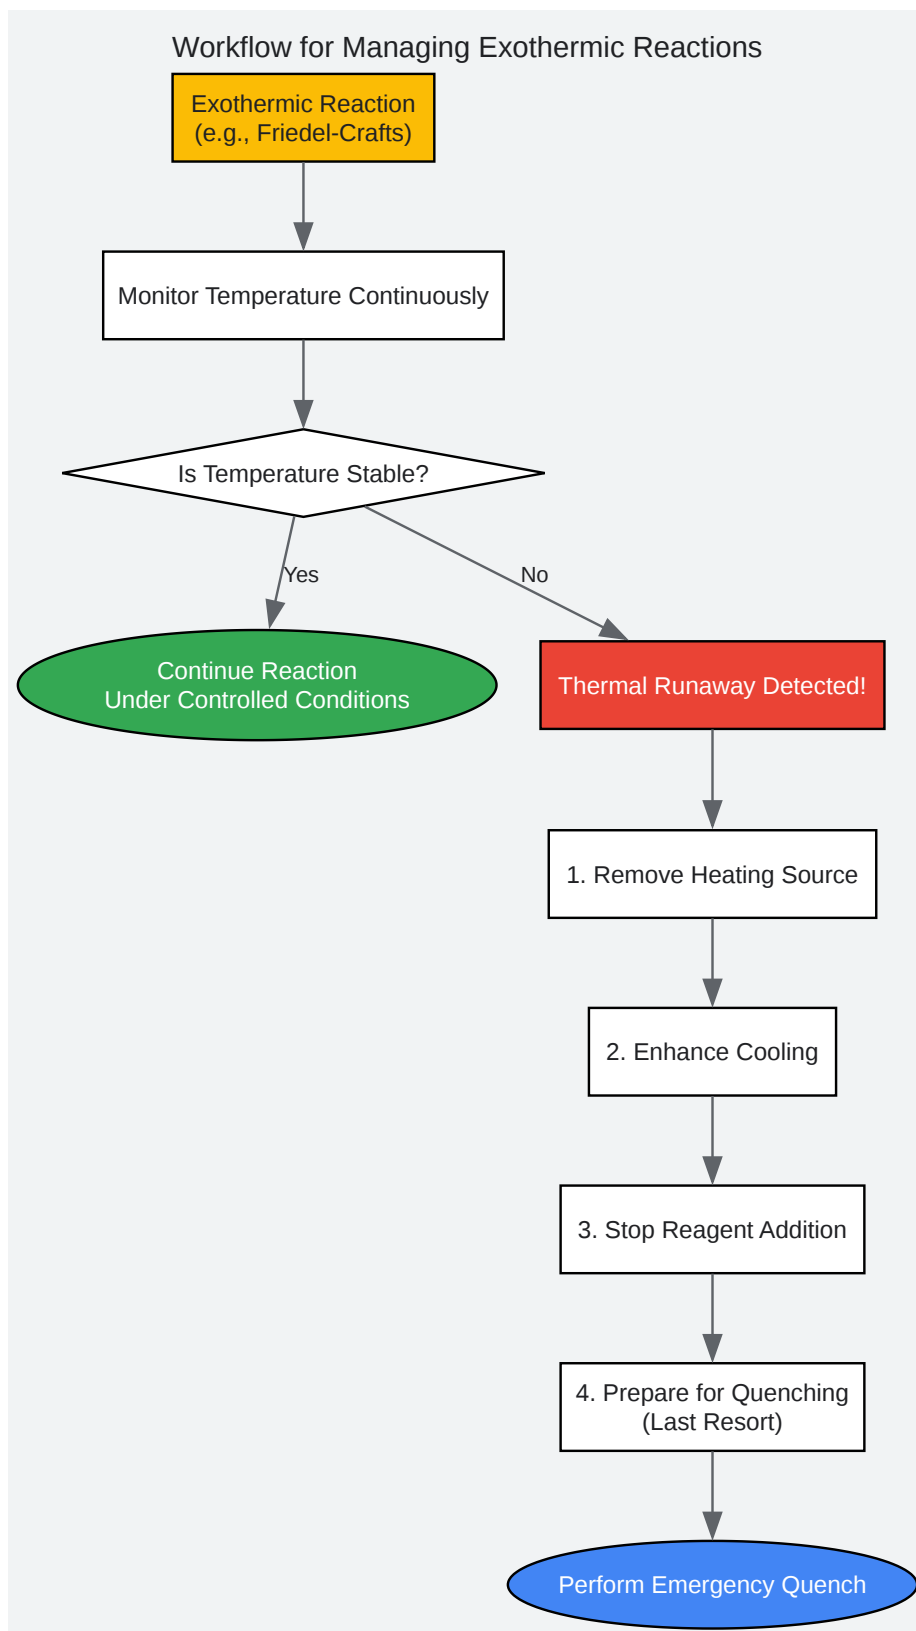 Workflow for Managing Exothermic Reactions
Exothermic Reaction
(e.g., Friedel-Crafts)
Monitor Temperature Continuously
Is Temperature Stable?
Yes
No
Continue Reaction
Under Controlled Conditions
Thermal Runaway Detected!
1. Remove Heating Source
2. Enhance Cooling
3. Stop Reagent Addition
4. Prepare for Quenching
(Last Resort)
Perform Emergency Quench